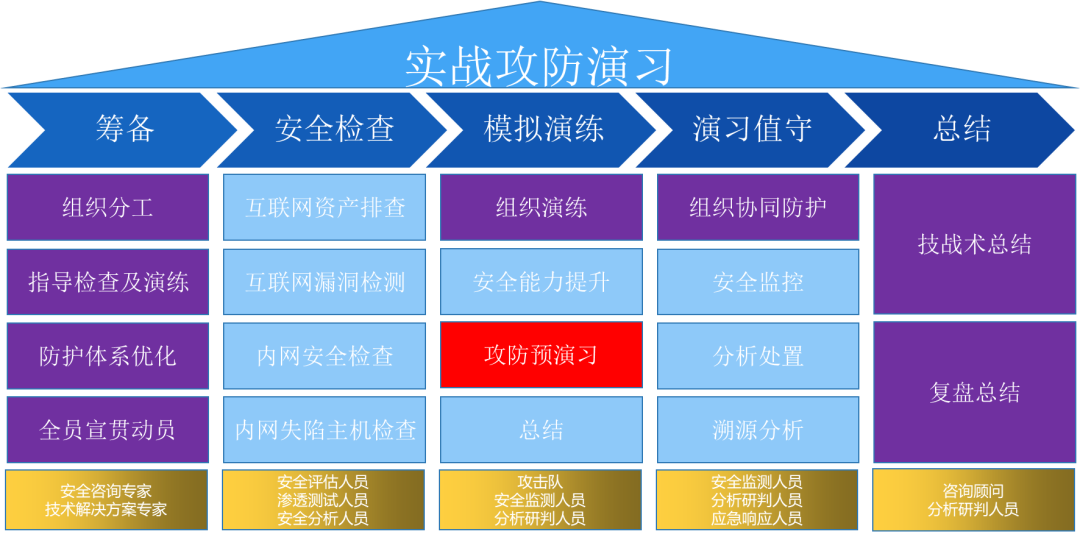 实战攻防演习
筹备
安全检查
模拟演练
演习值守
总结
组织分工
互联网资产排查
组织演练
组织协同防护
技战术总结
指导检查及演练
互联网漏洞检测
安全能力提升
安全监控
防护体系优化
内网安全检查
攻防预演习
分析处置
复盘总结
全员宣贯动员
内网失陷主机检查
总结
溯源分析
安全咨询专家
技术解决方案专家
安全评估人员
渗透测试人员
安全分析人员
攻击队
安全监测人员
分析研判人员
安全监测人员
分析研判人员
应急响应人员
咨询顾问
分析研判人员